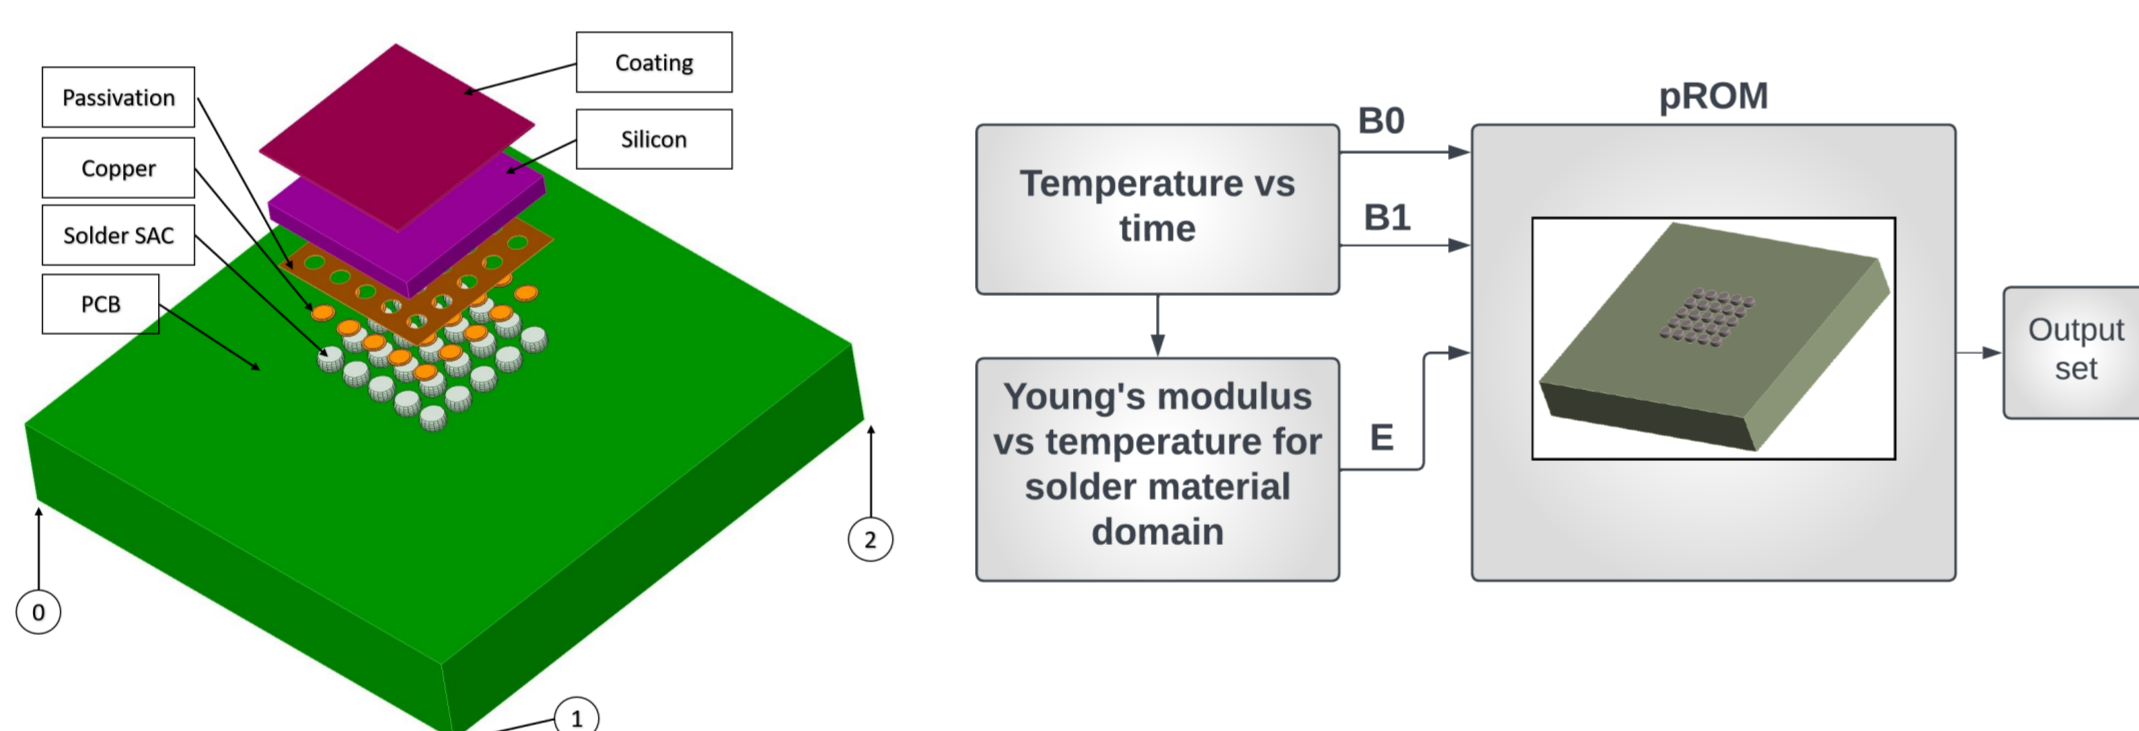 Coating
Passivation
Silicon
Copper
Solder SAC
PCB
0
1
2
Temperature vs
time
B0
B1
Young's modulus
vs temperature for
solder material
domain
E
pROM
Output
set